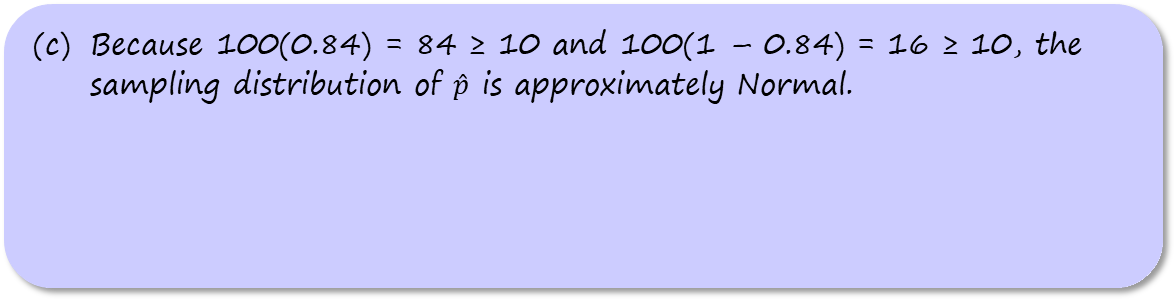 (c) Because 100(0.84) = 84 ≥ 10 and 100(1 – 0.84) = 16 ≥ 10, the
sampling distribution of p̂ is approximately Normal.